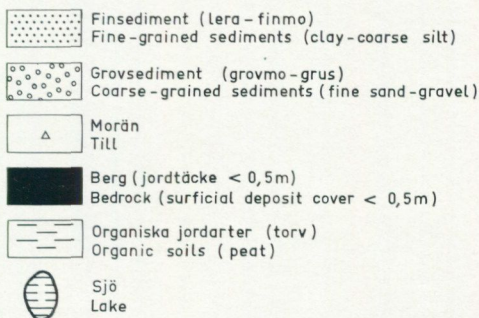 Finsediment (lera-finmo)
Fine-grained sediments (clay-coarse silt)
Grovsediment (grovmo-grus)
Coarse-grained sediments (fine sand-gravel)
Morän
Till
Berg (jordtäcke < 0,5m)
Bedrock (surficial deposit cover < 0,5m)
Organiska jordarter (torv)
Organic soils (peat)
Sjö
Lake